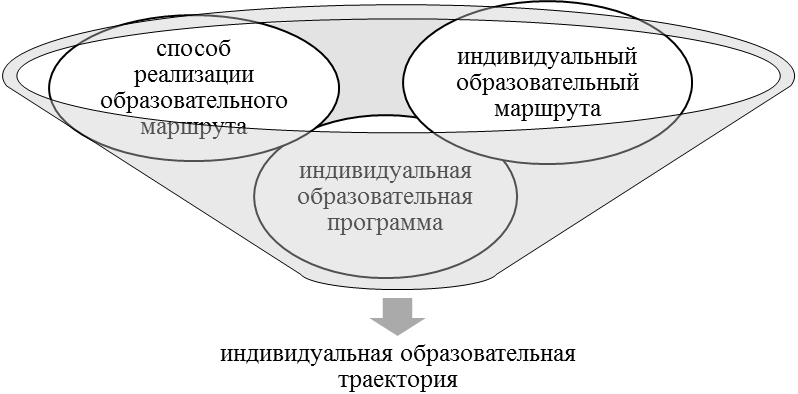 способ
реализации
образовательного
маршрута
индивидуальный
образовательный
маршрута
индивидуальная
образовательная
программа
индивидуальная образовательная
траектория